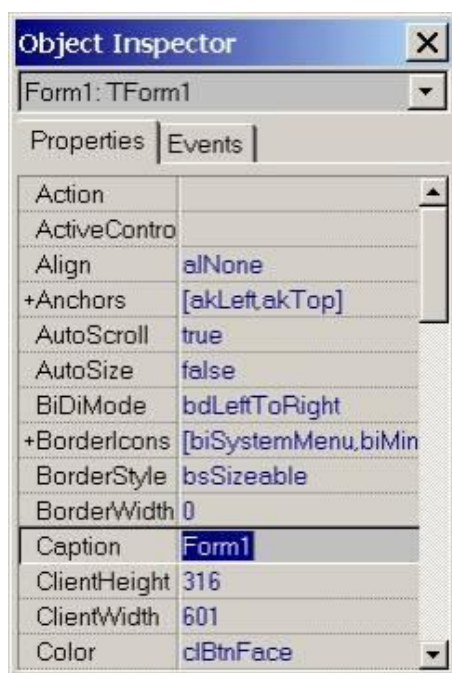 Object Inspector
Form1: TForm1
Properties Events
Action
ActiveContro
Align alNone
+Anchors [akLeft,akTop]
AutoScroll true
AutoSize false
BiDiMode bdLeftToRight
+BorderIcons [biSystemMenu,biMin
BorderStyle bsSizeable
BorderWidth 0
Caption Form1
ClientHeight 316
ClientWidth 601
Color clBtnFace